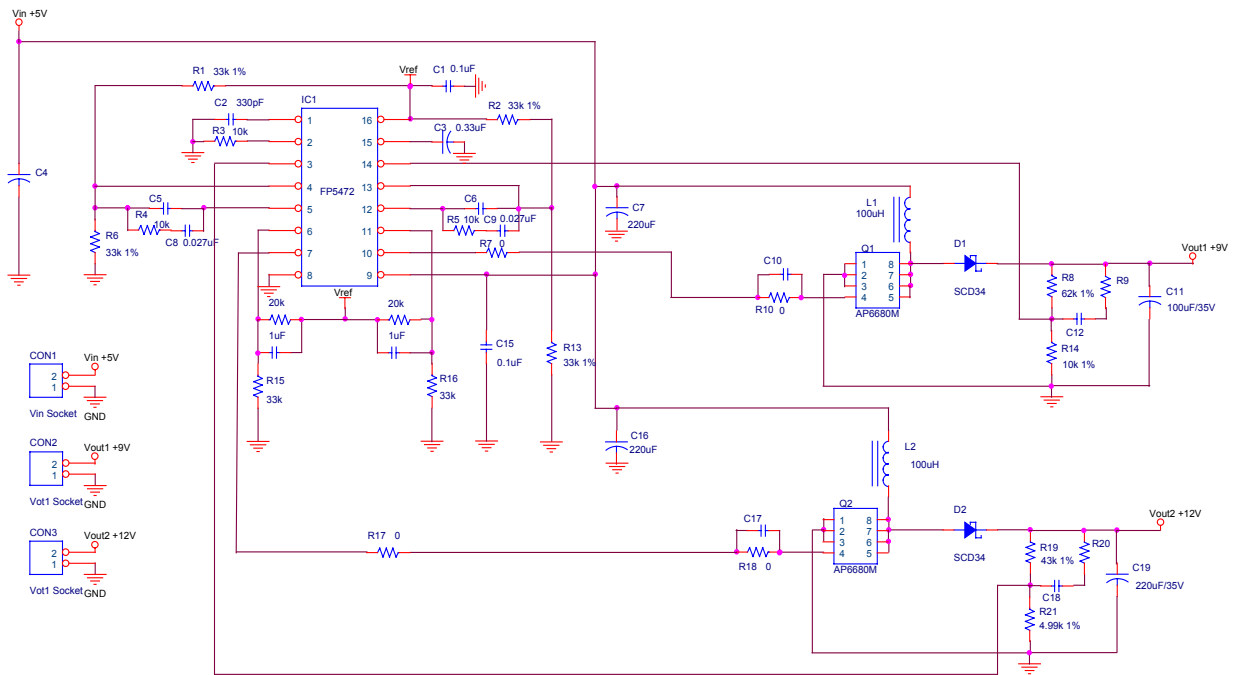 Vin +5V
R1 33k 1%
Vref
C1 0.1uF
C2 330pF
IC1
R2 33k 1%
R3 10k
C3 0.33uF
1
2
3
4
5
6
7
8
16
15
14
13
12
11
10
9
FP5472
C4
C5
R4
10k
C8 0.027uF
R6
33k 1%
C6
R5 10k C9 0.027uF
R7 0
C7
220uF
L1
100uH
Q1
1
2
3
4
8
7
6
5
AP6680M
D1
SCD34
Vout1 +9V
C10
R10 0
R8
62k 1%
R9
C11
100uF/35V
C12
R14
10k 1%
Vref
20k
20k
1uF
1uF
R15
33k
R16
33k
C15
0.1uF
R13
33k 1%
CON1
Vin +5V
2
1
Vin Socket
GND
CON2
Vout1 +9V
2
1
Vot1 Socket
GND
CON3
Vout2 +12V
2
1
Vot1 Socket
GND
C16
220uF
L2
100uH
Q2
1
2
3
4
8
7
6
5
AP6680M
D2
SCD34
Vout2 +12V
R17 0
C17
R18 0
R19
43k 1%
R20
C19
220uF/35V
C18
R21
4.99k 1%